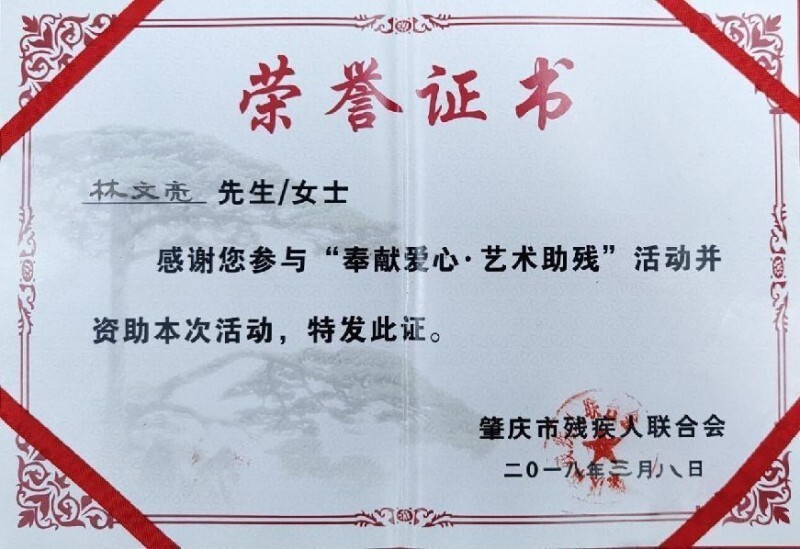 荣誉证书
林文亮 先生/女士
感谢您参与“奉献爱心·艺术助残”活动并
资助本次活动，特发此证。
肇庆市残疾人联合会
二〇一八年三月八日